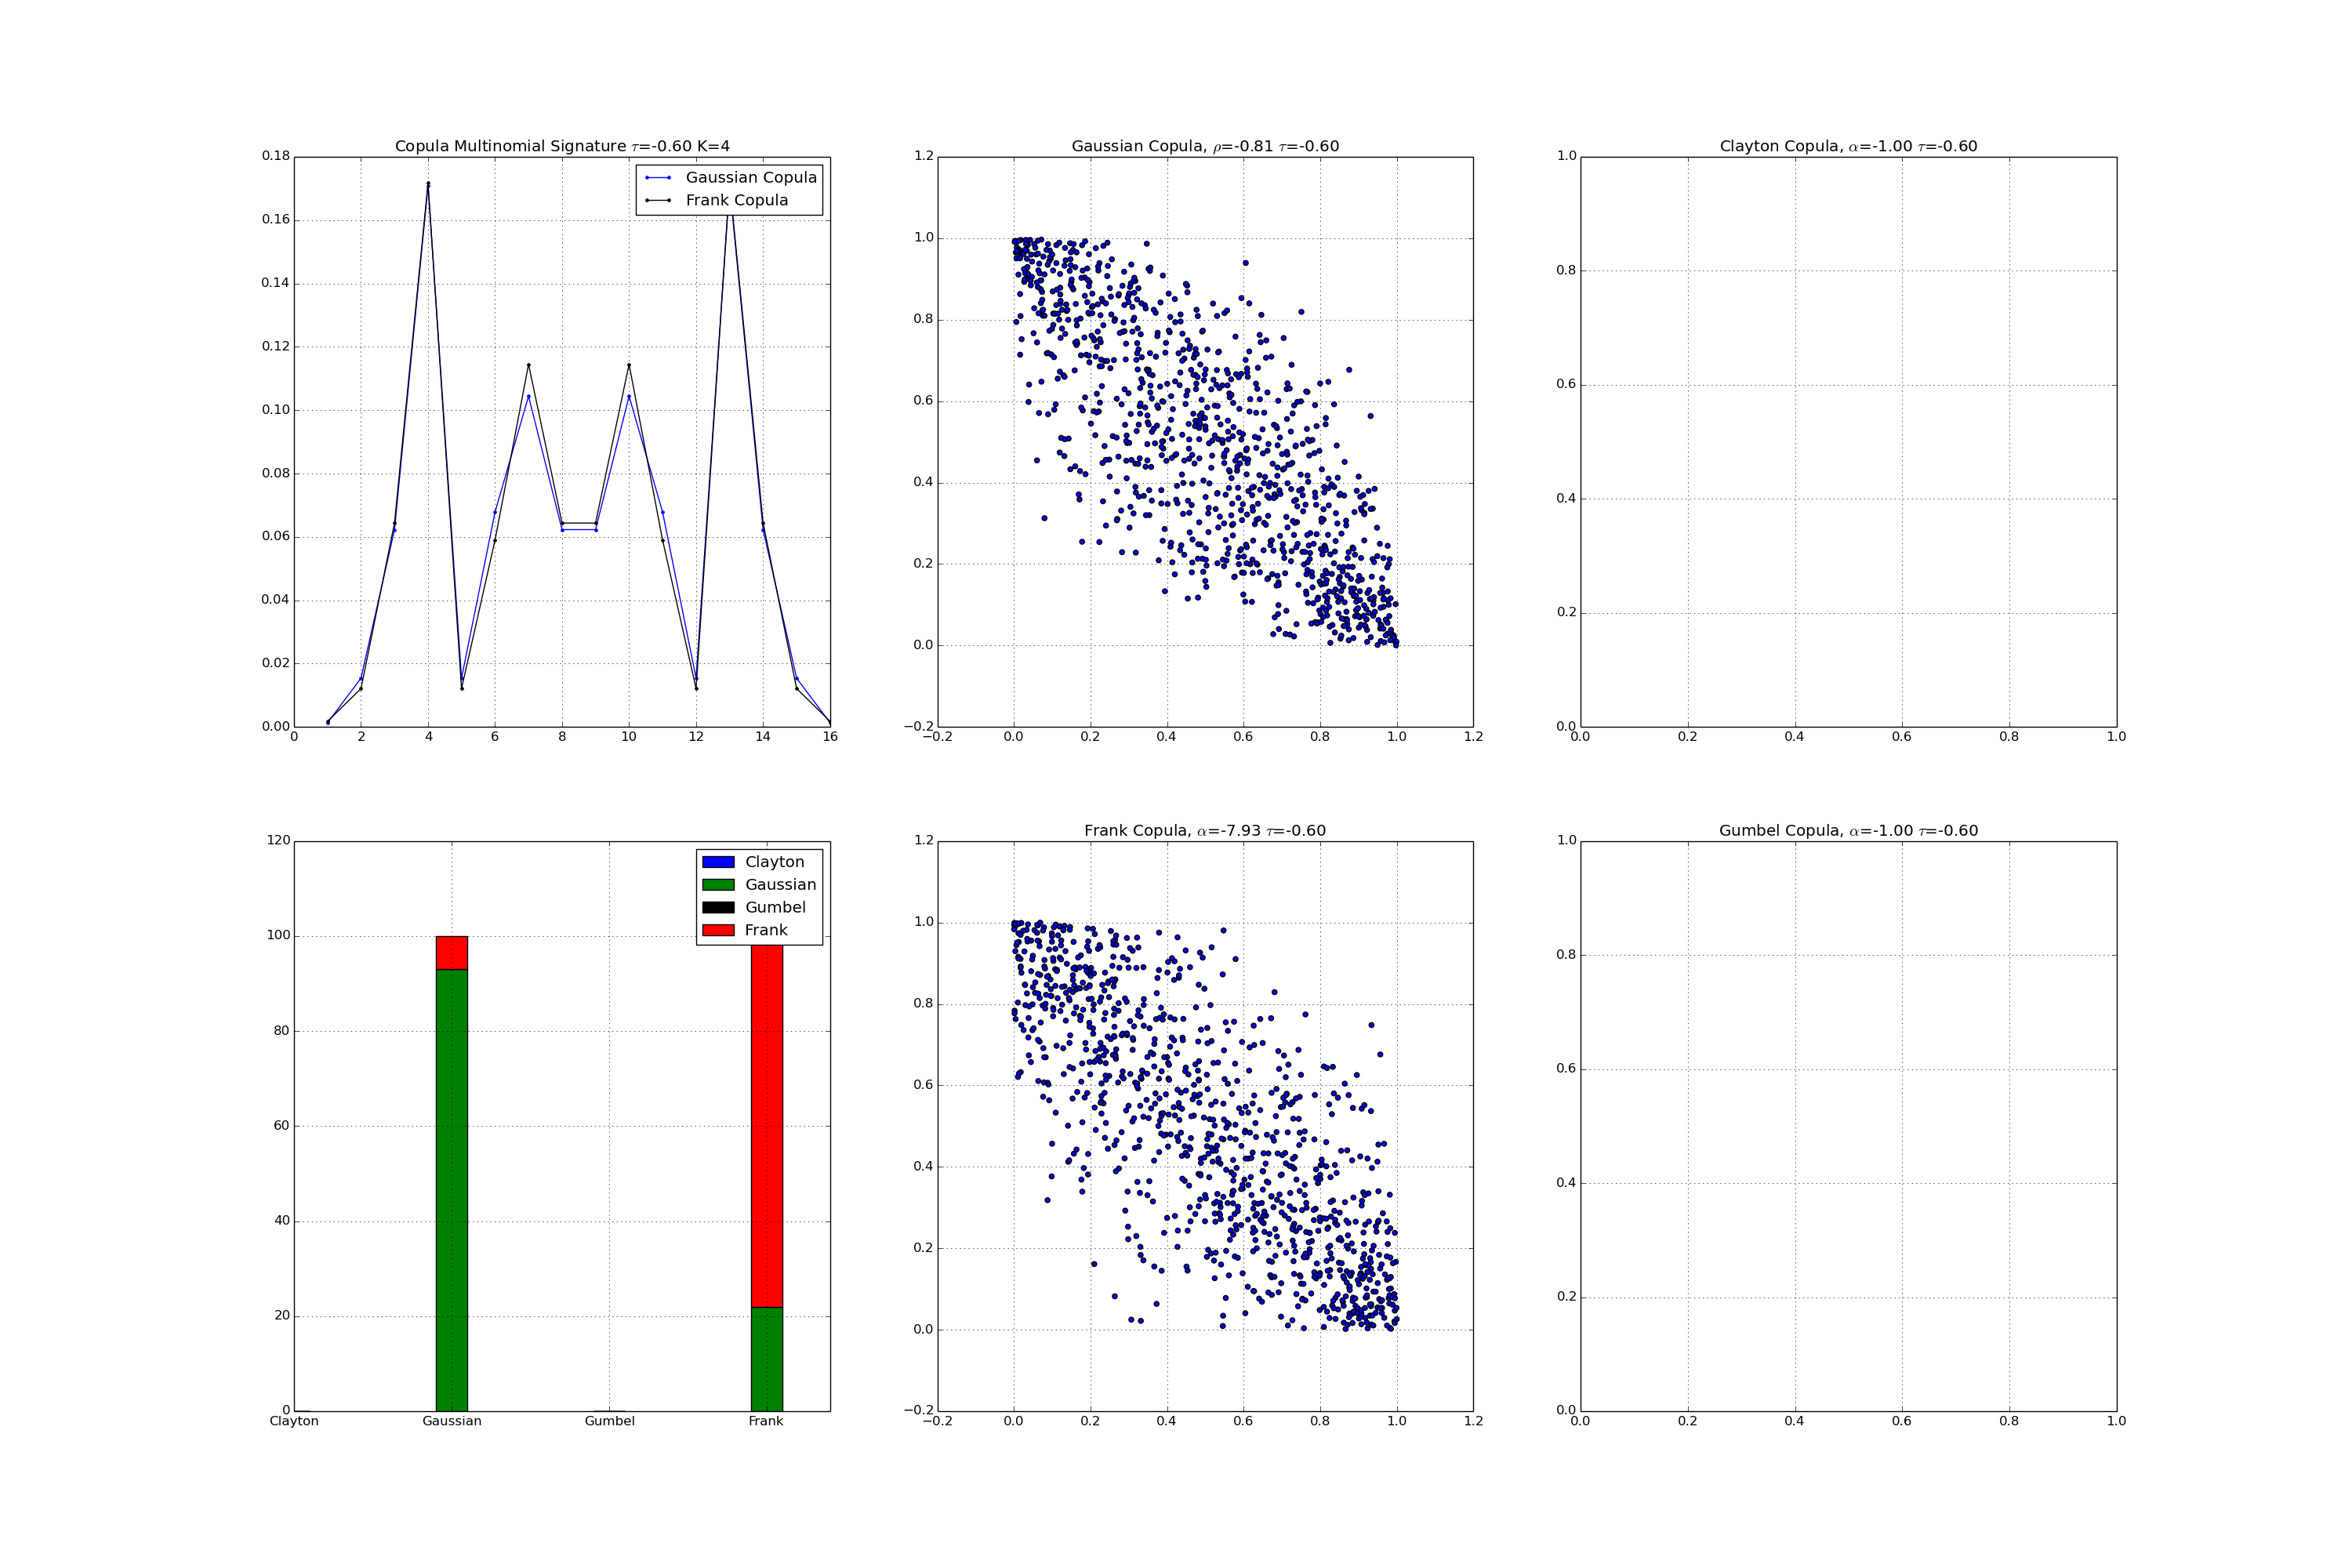 Copula Multinomial Signature τ=-0.60 K=4
0.18
0.16
0.14
0.12
0.10
0.08
0.06
0.04
0.02
0.00
0 2 4 6 8 10 12 14 16
Gaussian Copula
Frank Copula
Gaussian Copula, ρ=-0.81 τ=-0.60
1.2
1.0
0.8
0.6
0.4
0.2
0.0
−0.2
−0.2 0.0 0.2 0.4 0.6 0.8 1.0 1.2
Clayton Copula, α=-1.00 τ=-0.60
1.0
0.8
0.6
0.4
0.2
0.0
0.0 0.2 0.4 0.6 0.8 1.0
120
100
80
60
40
20
0
Clayton Gaussian Gumbel Frank
Clayton
Gaussian
Gumbel
Frank
Frank Copula, α=-7.93 τ=-0.60
1.2
1.0
0.8
0.6
0.4
0.2
0.0
−0.2
−0.2 0.0 0.2 0.4 0.6 0.8 1.0 1.2
Gumbel Copula, α=-1.00 τ=-0.60
1.0
0.8
0.6
0.4
0.2
0.0
0.0 0.2 0.4 0.6 0.8 1.0